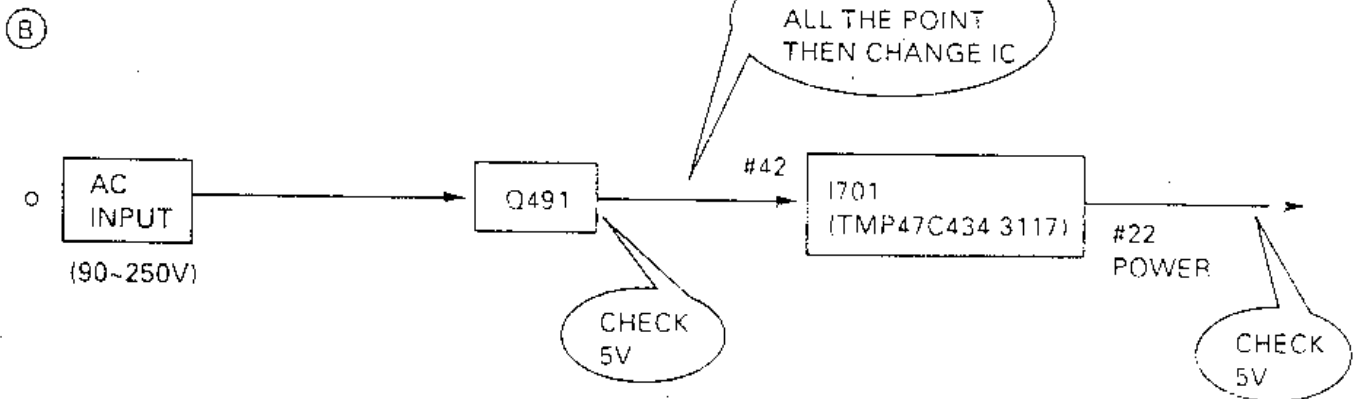 B
ALL THE POINT
THEN CHANGE IC
#42
AC
INPUT
Q491
I701
(TMP47C434 3117)
(90~250V)
#22
POWER
CHECK
5V
CHECK
5V